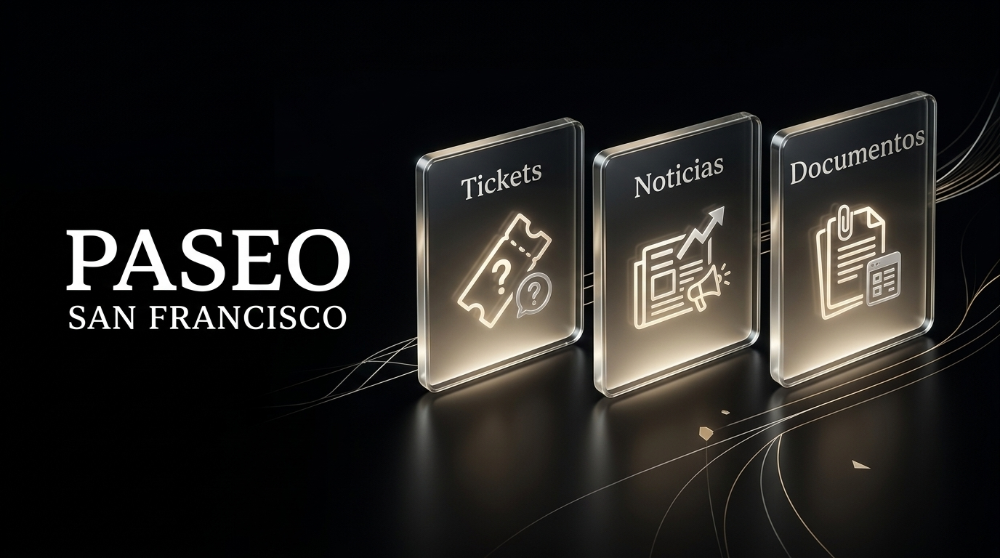 PASEO
SAN FRANCISCO
Tickets
?
?
Noticias
Documentos